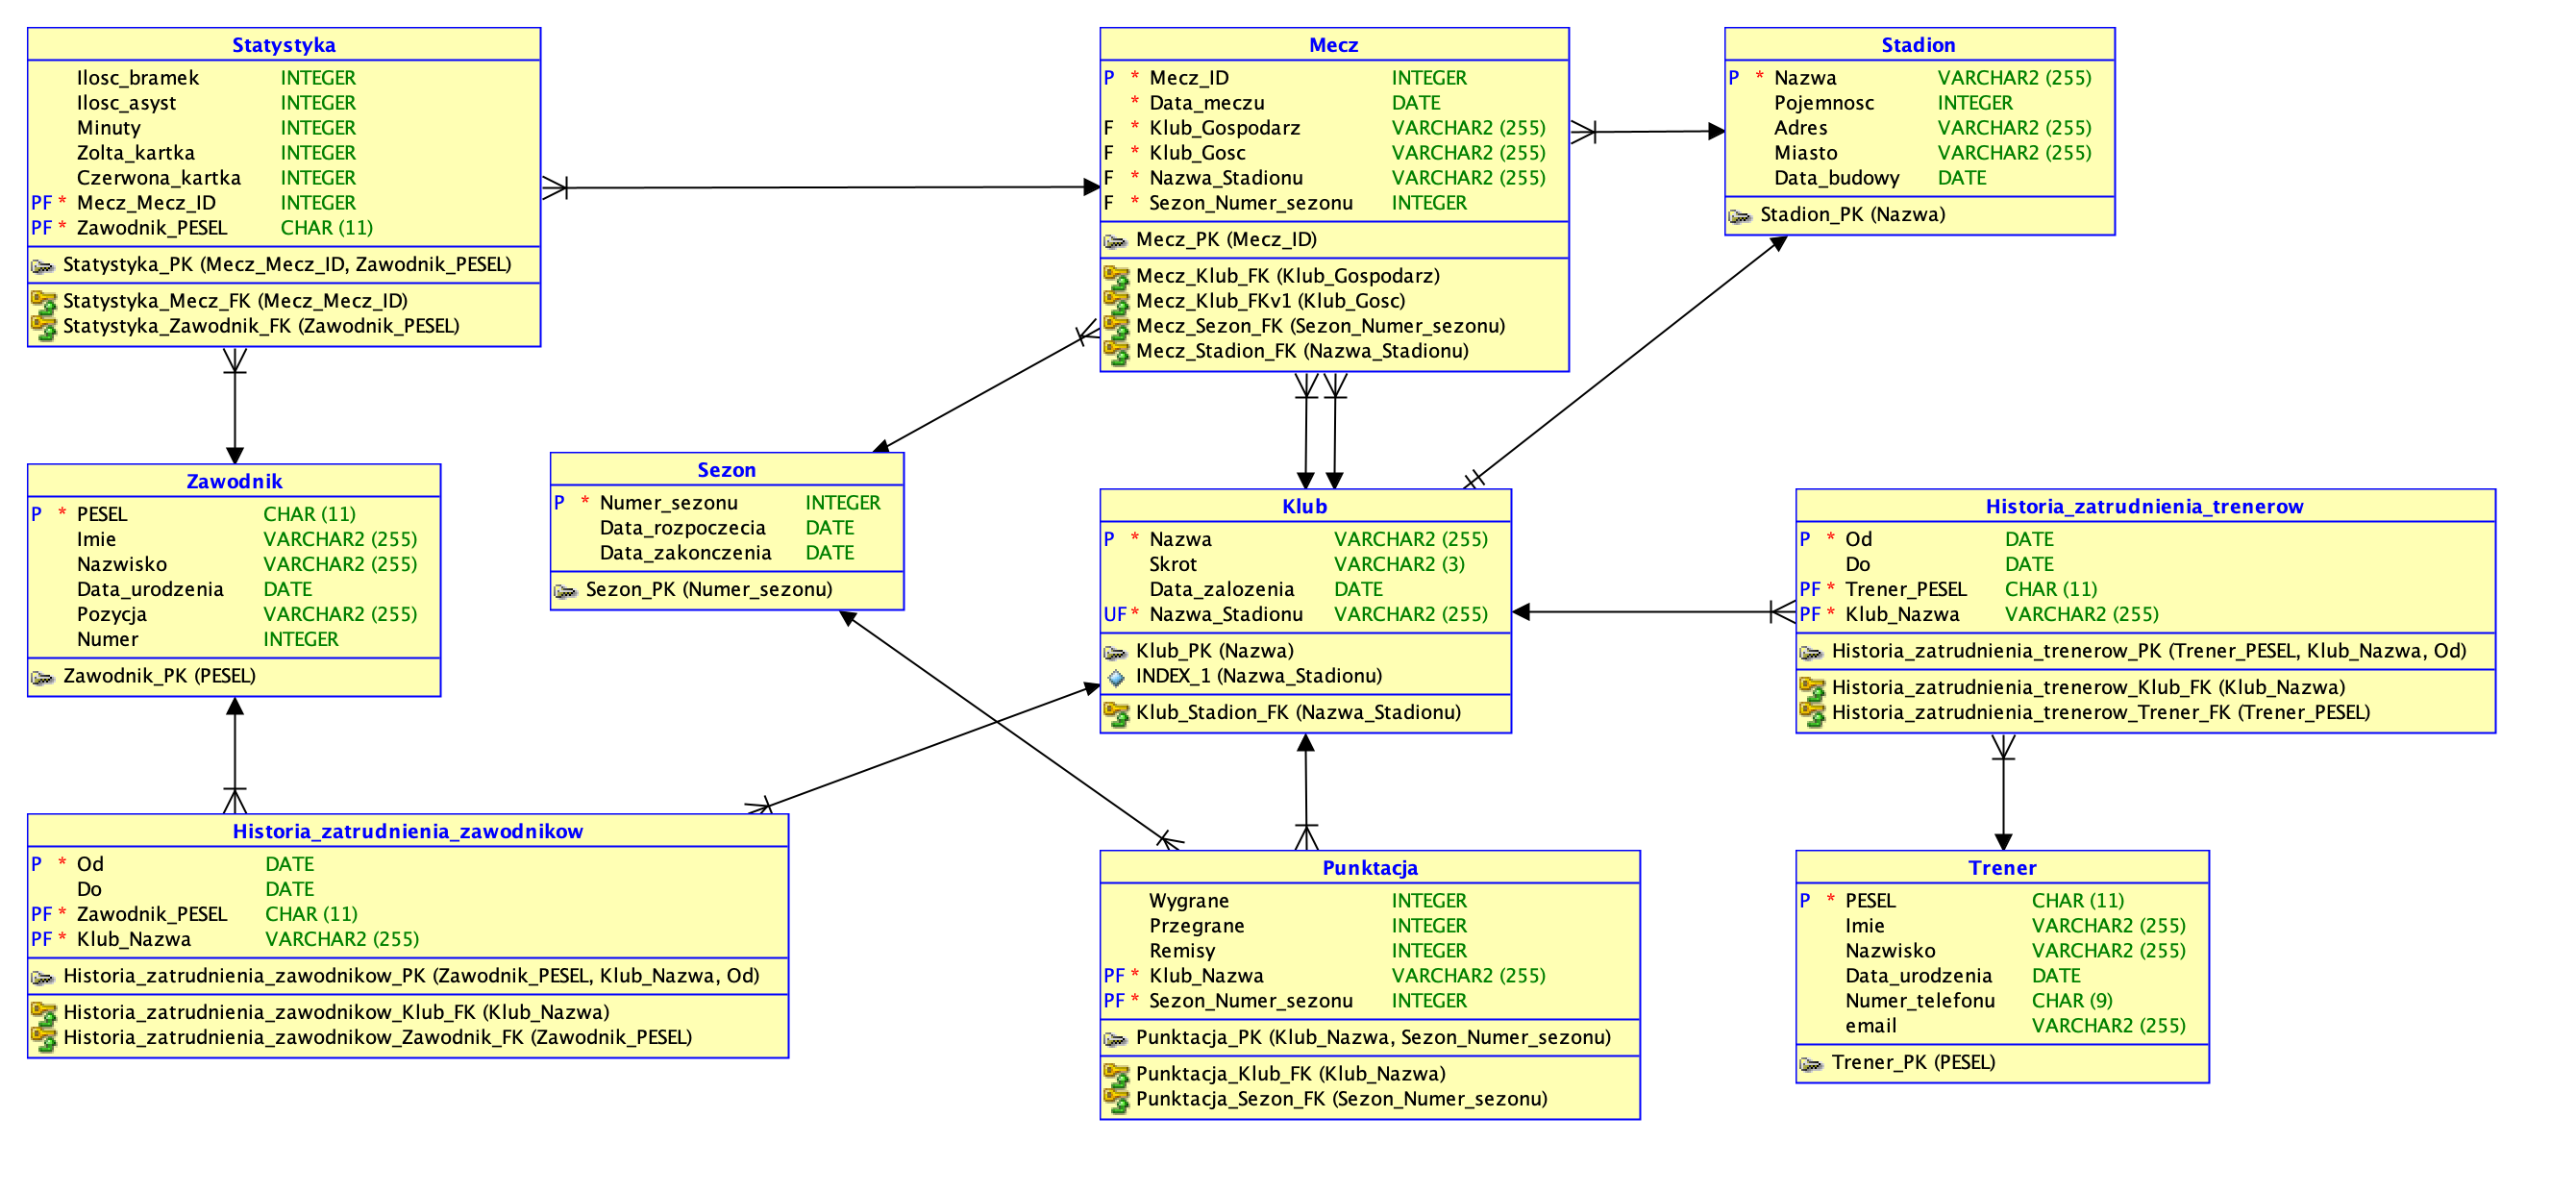 Statystyka
Ilosc_bramek INTEGER
Ilosc_asyst INTEGER
Minuty INTEGER
Zolta_kartka INTEGER
Czerwona_kartka INTEGER
PF * Mecz_Mecz_ID INTEGER
PF * Zawodnik_PESEL CHAR (11)
Statystyka_PK (Mecz_Mecz_ID, Zawodnik_PESEL)
Statystyka_Mecz_FK (Mecz_Mecz_ID)
Statystyka_Zawodnik_FK (Zawodnik_PESEL)
Mecz
P * Mecz_ID INTEGER
* Data_meczu DATE
F * Klub_Gospodarz VARCHAR2 (255)
F * Klub_Gosc VARCHAR2 (255)
F * Nazwa_Stadionu VARCHAR2 (255)
F * Sezon_Numer_sezonu INTEGER
Mecz_PK (Mecz_ID)
Mecz_Klub_FK (Klub_Gospodarz)
Mecz_Klub_FKv1 (Klub_Gosc)
Mecz_Sezon_FK (Sezon_Numer_sezonu)
Mecz_Stadion_FK (Nazwa_Stadionu)
Stadion
P * Nazwa VARCHAR2 (255)
Pojemnosc INTEGER
Adres VARCHAR2 (255)
Miasto VARCHAR2 (255)
Data_budowy DATE
Stadion_PK (Nazwa)
Zawodnik
P * PESEL CHAR (11)
Imie VARCHAR2 (255)
Nazwisko VARCHAR2 (255)
Data_urodzenia DATE
Pozycja VARCHAR2 (255)
Numer INTEGER
Zawodnik_PK (PESEL)
Sezon
P * Numer_sezonu INTEGER
Data_rozpoczecia DATE
Data_zakonczenia DATE
Sezon_PK (Numer_sezonu)
Klub
P * Nazwa VARCHAR2 (255)
Skrot VARCHAR2 (3)
Data_zalozenia DATE
UF * Nazwa_Stadionu VARCHAR2 (255)
Klub_PK (Nazwa)
INDEX_1 (Nazwa_Stadionu)
Klub_Stadion_FK (Nazwa_Stadionu)
Historia_zatrudnienia_trenerow
P * Od DATE
Do DATE
PF * Trener_PESEL CHAR (11)
PF * Klub_Nazwa VARCHAR2 (255)
Historia_zatrudnienia_trenerow_PK (Trener_PESEL, Klub_Nazwa, Od)
Historia_zatrudnienia_trenerow_Klub_FK (Klub_Nazwa)
Historia_zatrudnienia_trenerow_Trener_FK (Trener_PESEL)
Historia_zatrudnienia_zawodnikow
P * Od DATE
Do DATE
PF * Zawodnik_PESEL CHAR (11)
PF * Klub_Nazwa VARCHAR2 (255)
Historia_zatrudnienia_zawodnikow_PK (Zawodnik_PESEL, Klub_Nazwa, Od)
Historia_zatrudnienia_zawodnikow_Klub_FK (Klub_Nazwa)
Historia_zatrudnienia_zawodnikow_Zawodnik_FK (Zawodnik_PESEL)
Punktacja
Wygrane INTEGER
Przegrane INTEGER
Remisy INTEGER
PF * Klub_Nazwa VARCHAR2 (255)
PF * Sezon_Numer_sezonu INTEGER
Punktacja_PK (Klub_Nazwa, Sezon_Numer_sezonu)
Punktacja_Klub_FK (Klub_Nazwa)
Punktacja_Sezon_FK (Sezon_Numer_sezonu)
Trener
P * PESEL CHAR (11)
Imie VARCHAR2 (255)
Nazwisko VARCHAR2 (255)
Data_urodzenia DATE
Numer_telefonu CHAR (9)
email VARCHAR2 (255)
Trener_PK (PESEL)